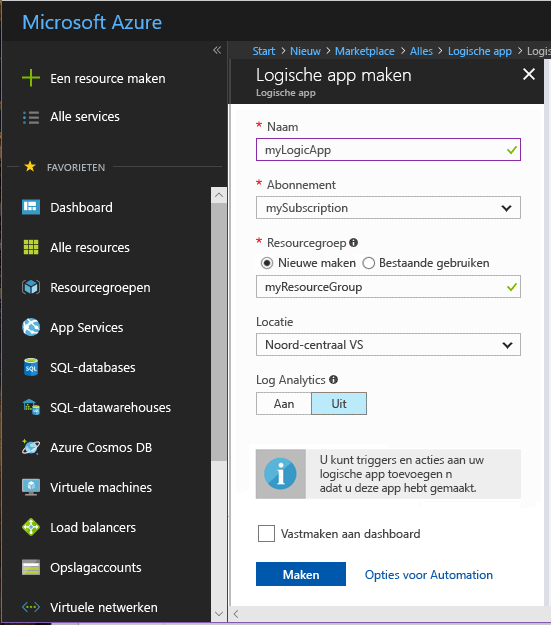 Microsoft Azure
Een resource maken
Alle services
FAVORIETEN
Dashboard
Alle resources
Resourcegroepen
App Services
SQL-databases
SQL-datawarehouses
Azure Cosmos DB
Virtuele machines
Load balancers
Opslagaccounts
Virtuele netwerken
Start > Nieuw > Marketplace > Alles > Logische app > Logis
Logische app maken
Logische app
* Naam
myLogicApp
* Abonnement
mySubscription
* Resourcegroep
Nieuwe maken Bestaande gebruiken
myResourceGroup
Locatie
Noord-centraal VS
Log Analytics
Aan Uit
U kunt triggers en acties aan uw
logische app toevoegen n
adat u deze app hebt gemaakt.
Vastmaken aan dashboard
Maken Opties voor Automation